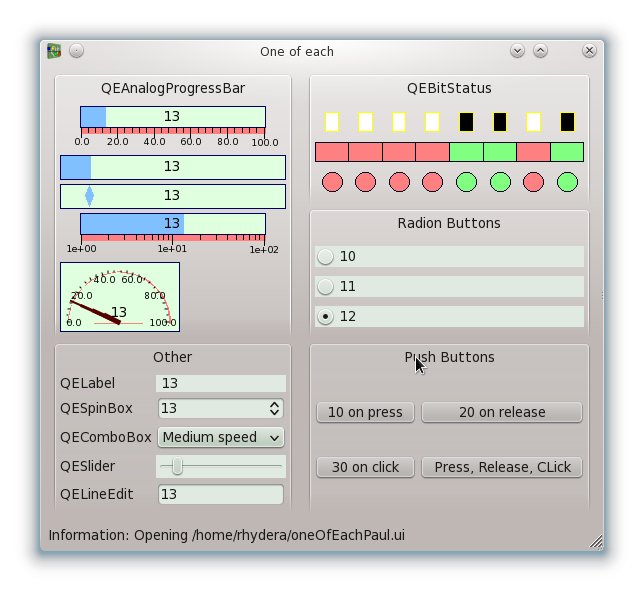 One of each
QEAnalogProgressBar
13
0.0 20.0 40.0 60.0 80.0 100.0
13
13
13
1e+00 1e+01 1e+02
40.0 60.0
20.0 80.0
13
0.0 100.0
QEBitStatus
Radion Buttons
10
11
12
Other
QELabel 13
QESpinBox 13
QEComboBox Medium speed
QESlider
QELineEdit 13
Push Buttons
10 on press 20 on release
30 on click Press, Release, CLick
Information: Opening /home/rhydera/oneOfEachPaul.ui